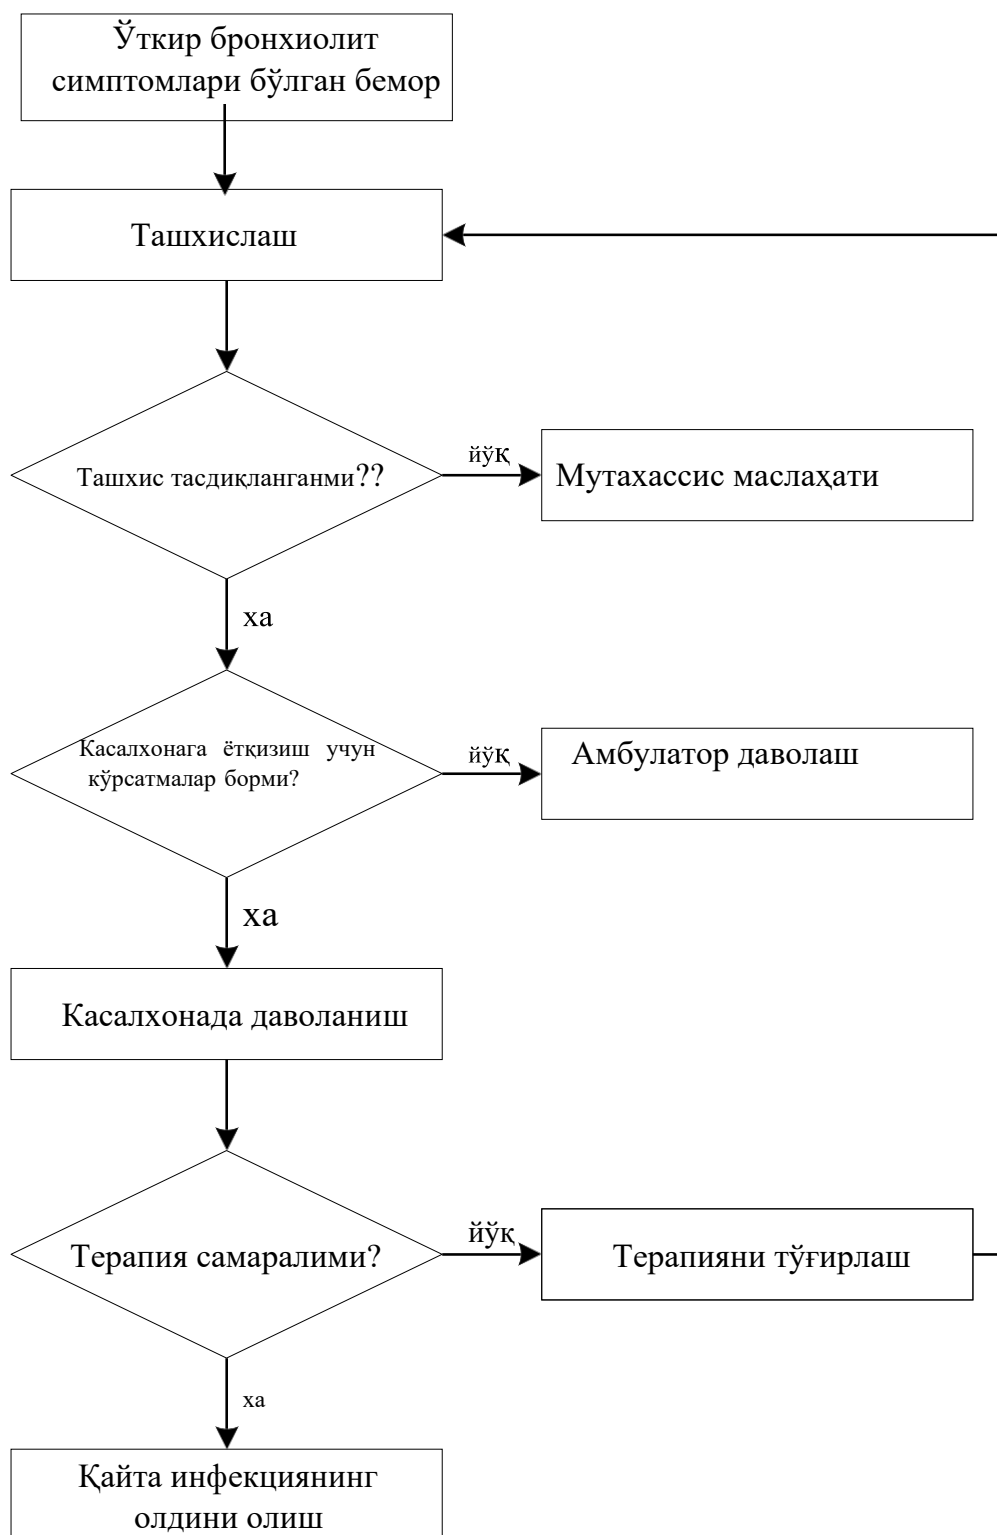 Ўткир бронхиолит
симптомлари бўлган бемор
Ташхислаш
Ташхис тасдиқланганми??
йўқ
Мутахассис маслаҳати
ха
Касалхонага ётқизиш учун
кўрсатмалар борми?
йўқ
Амбулатор даволаш
ха
Касалхонада даволаниш
Терапия самаралими?
йўқ
Терапияни тўғирлаш
ха
Қайта инфекциянинг
олдини олиш